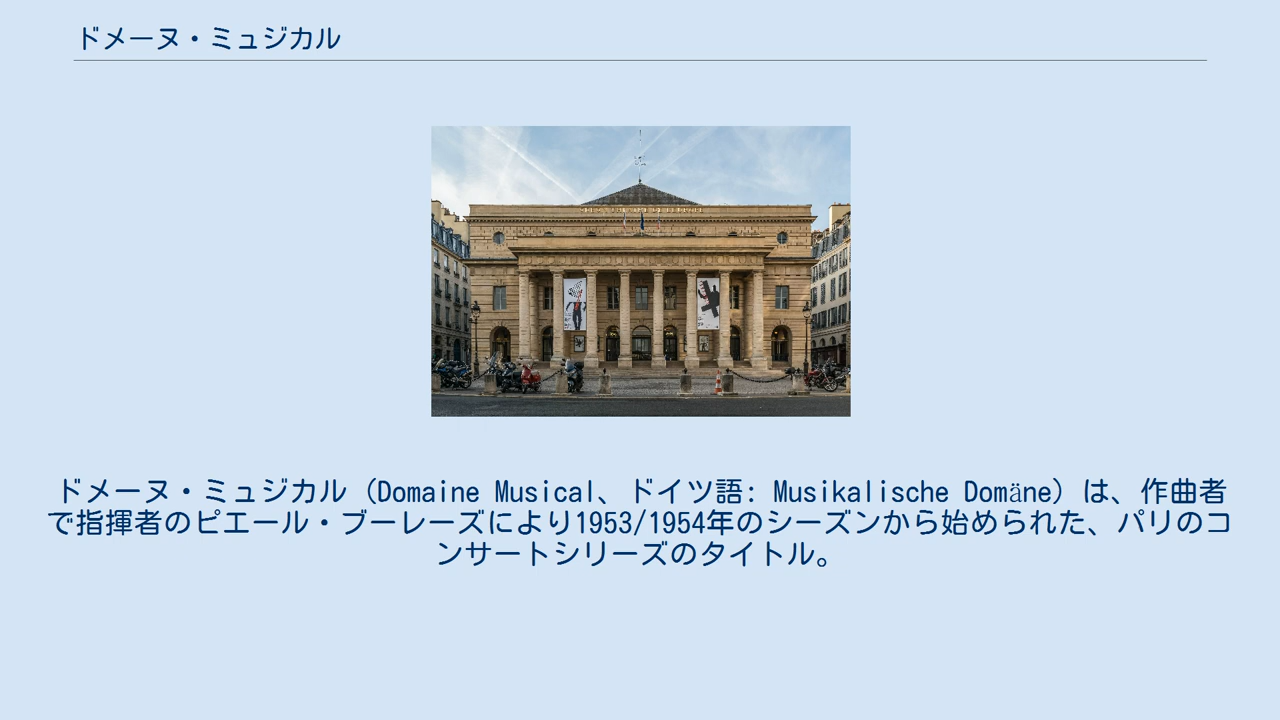 ドメーヌ・ミュジカル
ドメーヌ・ミュジカル（Domaine Musical、ドイツ語: Musikalische Domäne）は、作曲者
で指揮者のピエール・ブーレーズにより1953/1954年のシーズンから始められた、パリのコ
ンサートシリーズのタイトル。